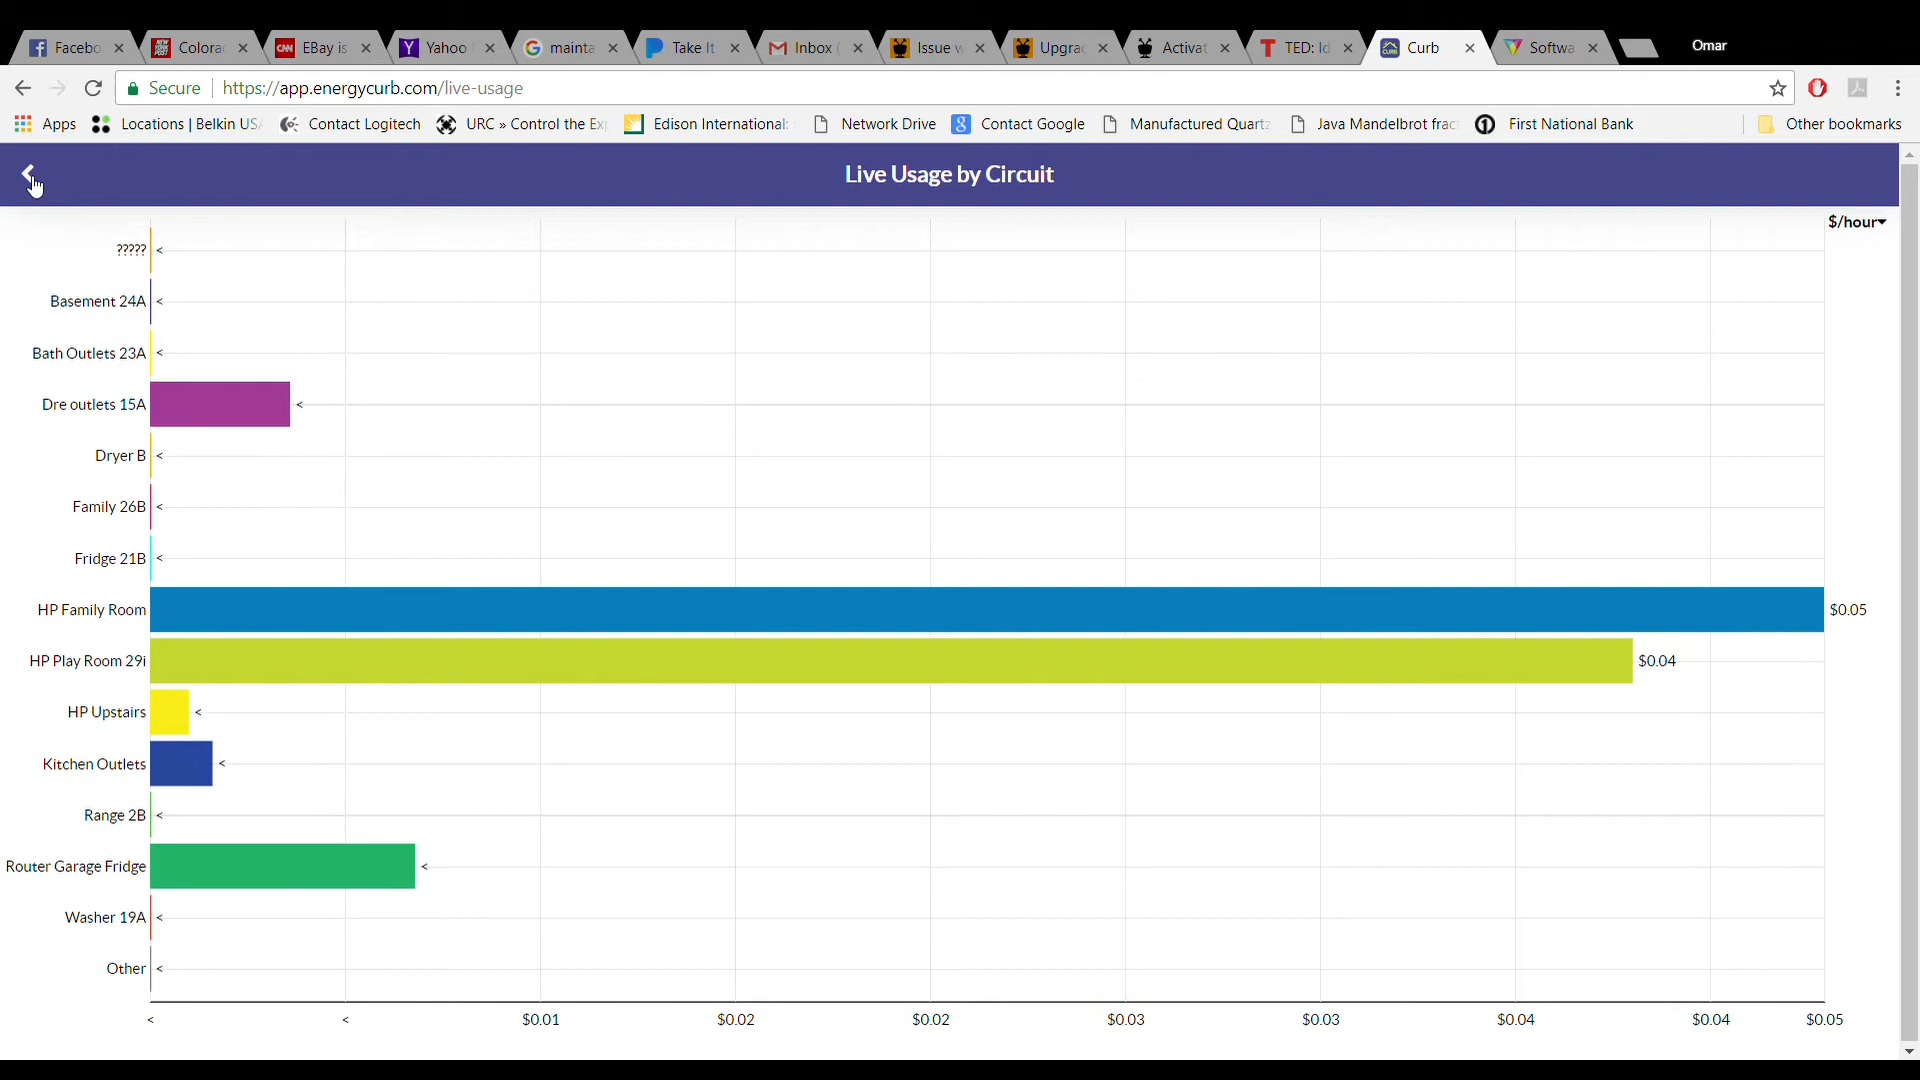 Facebo
Colora
EBay is
Yahoo
mainta
Take It
Inbox (
Issue w
Upgrac
Activat
TED: Id
Curb
Softwa
Omar
Secure
https://app.energycurb.com/live-usage
Apps
Locations | Belkin USA
Contact Logitech
URC » Control the Ex
Edison International:
Network Drive
Contact Google
Manufactured Quartz
Java Mandelbrot frac
First National Bank
Other bookmarks
Live Usage by Circuit
$/hour
????? <
Basement 24A <
Bath Outlets 23A <
Dre outlets 15A <
Dryer B <
Family 26B <
Fridge 21B <
HP Family Room $0.05
HP Play Room 29i $0.04
HP Upstairs <
Kitchen Outlets <
Range 2B <
Router Garage Fridge <
Washer 19A <
Other <
< < $0.01 $0.02 $0.02 $0.03 $0.03 $0.04 $0.04 $0.05